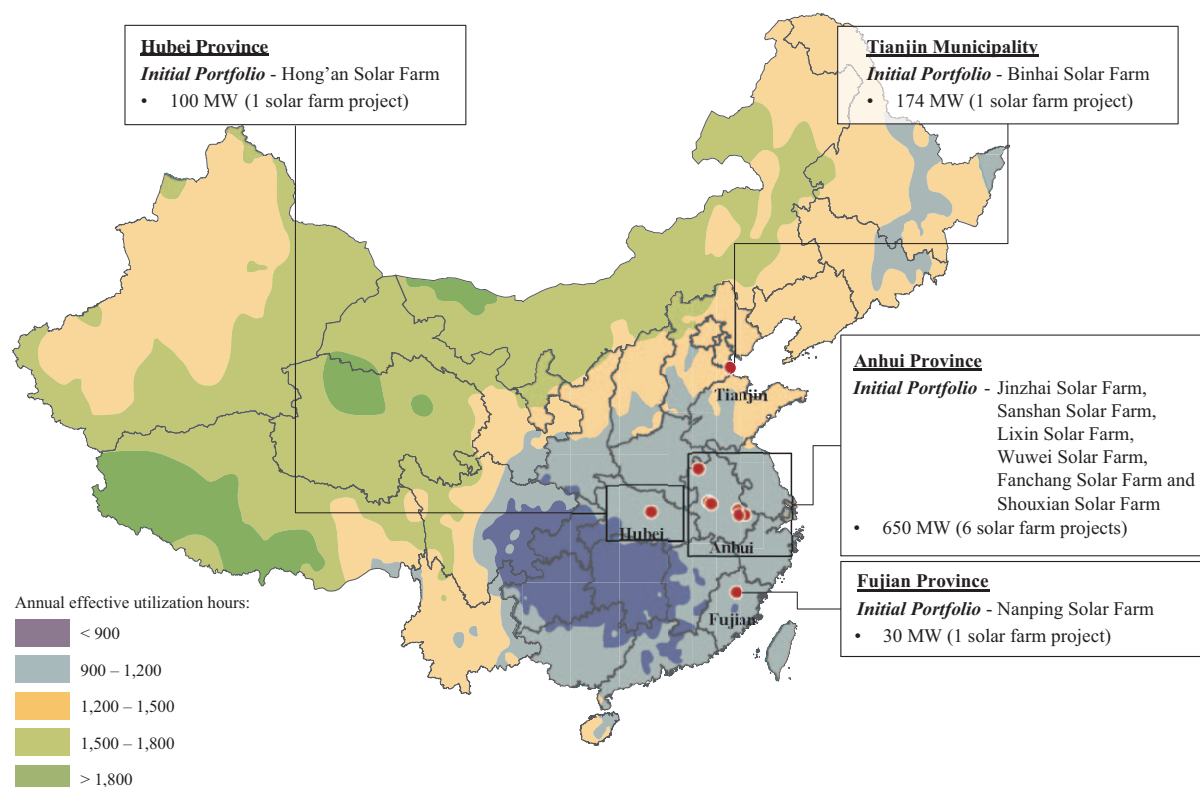 Hubei Province
Initial Portfolio - Hong'an Solar Farm
• 100 MW (1 solar farm project)
Tianjin Municipality
Initial Portfolio - Binhai Solar Farm
• 174 MW (1 solar farm project)
Anhui Province
Initial Portfolio - Jinzhai Solar Farm,
Sanshan Solar Farm,
Lixin Solar Farm,
Wuwei Solar Farm,
Fanchang Solar Farm and
Shouxian Solar Farm
• 650 MW (6 solar farm projects)
Fujian Province
Initial Portfolio - Nanping Solar Farm
• 30 MW (1 solar farm project)
Tianjin
Hubei
Anhui
Fujian
Annual effective utilization hours:
< 900
900 – 1,200
1,200 – 1,500
1,500 – 1,800
> 1,800